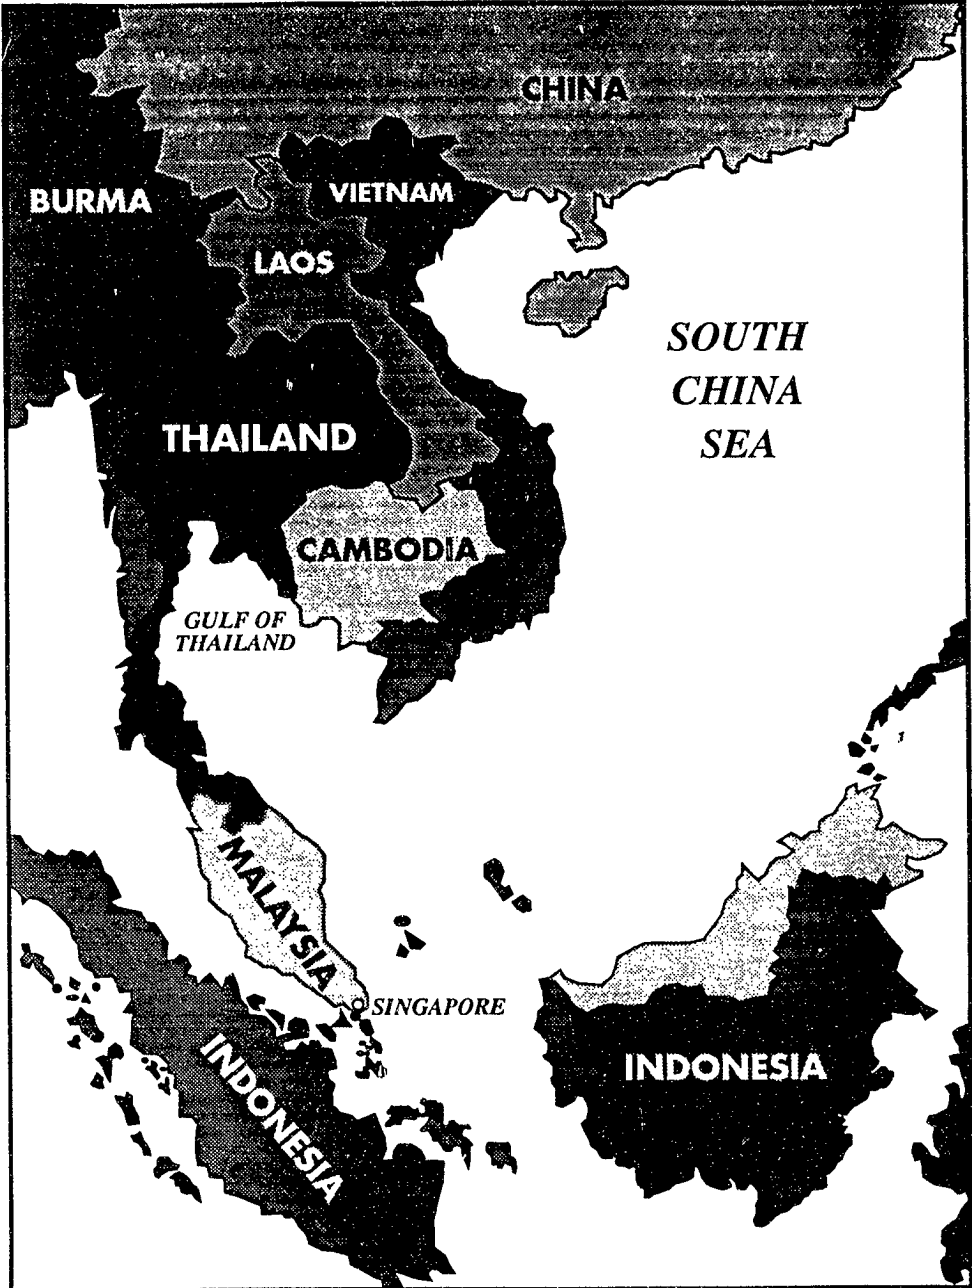 CHINA
BURMA
VIETNAM
LAOS
SOUTH
CHINA
SEA
THAILAND
CAMBODIA
GULF OF
THAILAND
MALAYSIA
SINGAPORE
INDONESIA
INDONESIA